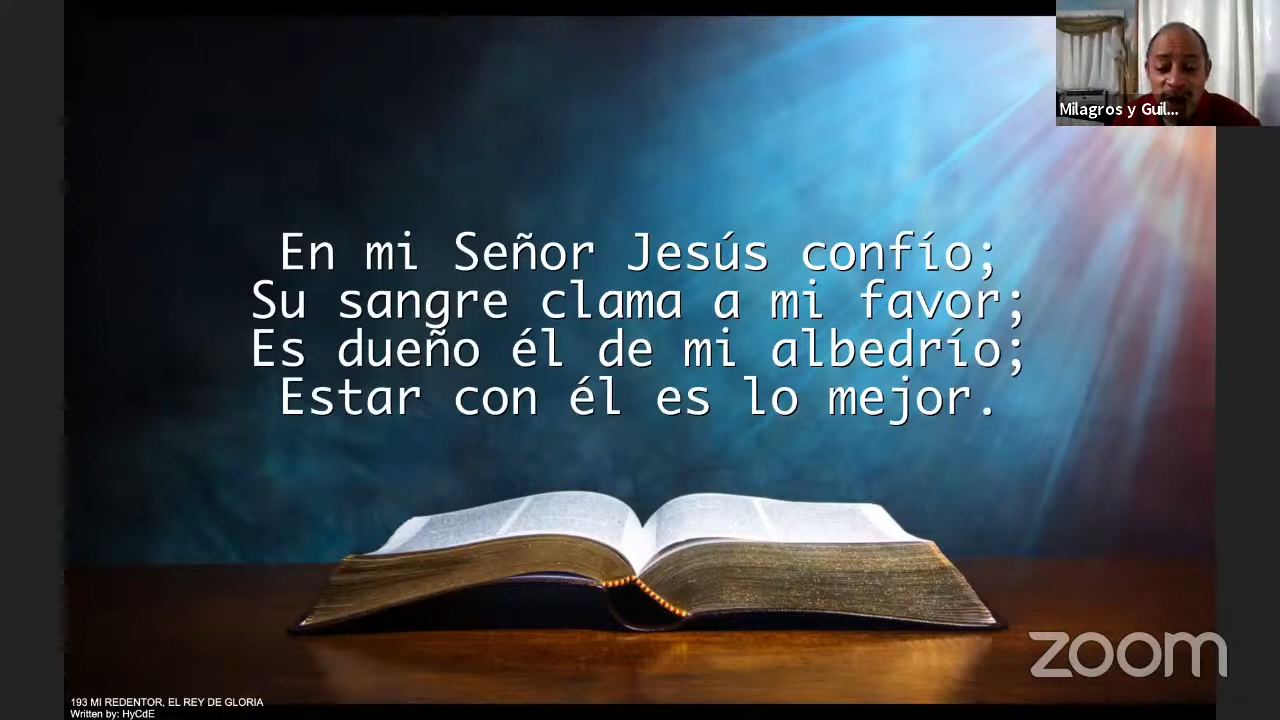 Milagros y Guil...
En mi Señor Jesús confío;
Su sangre clama a mi favor;
Es dueño él de mi albedrío;
Estar con él es lo mejor.
zoom
193 MI REDENTOR, EL REY DE GLORIA
Written by: HyCdE